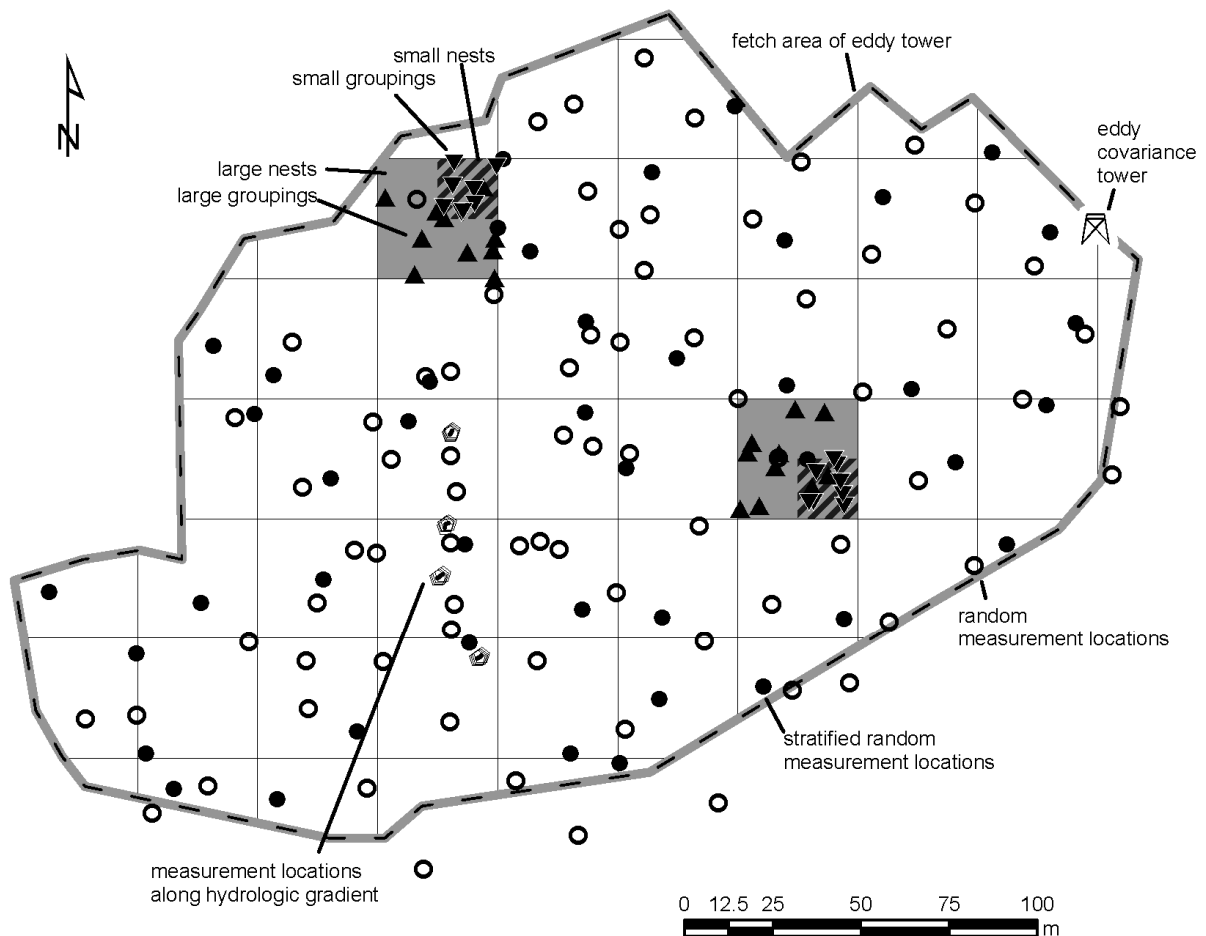 small nests
fetch area of eddy tower
small groupings
N
eddy
covariance
tower
large nests
large groupings
random
measurement locations
stratified random
measurement locations
measurement locations
along hydrologic gradient
0 12.5 25 50 75 100
m